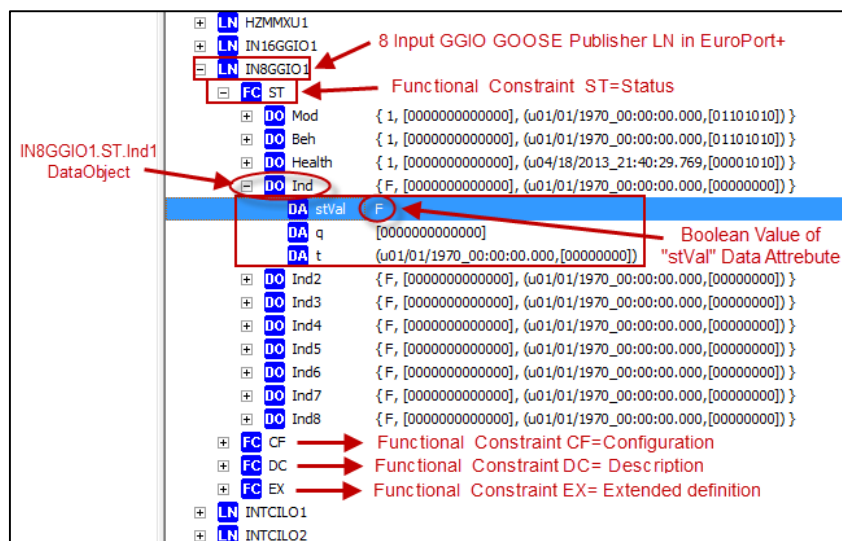 LN HZMMXU1
LN IN16GGIO1
8 Input GGIO GOOSE Publisher LN in EuroPort+
LN IN8GGIO1
FC ST
Functional Constraint ST=Status
DO Mod { 1, [0000000000000], (u01/01/1970_00:00:00.000,[01101010]) }
DO Beh { 1, [0000000000000], (u01/01/1970_00:00:00.000,[01101010]) }
IN8GGIO1.ST.Ind1
DataObject
DO Health { 1, [0000000000000], (u04/18/2013_21:40:29.769,[00001010]) }
DO Ind { F, [0000000000000], (u01/01/1970_00:00:00.000,[00000000]) }
DA stVal F
DA q [0000000000000]
DA t (u01/01/1970_00:00:00.000,[00000000])
Boolean Value of
"stVal" Data Attrebute
DO Ind2 { F, [0000000000000], (u01/01/1970_00:00:00.000,[00000000]) }
DO Ind3 { F, [0000000000000], (u01/01/1970_00:00:00.000,[00000000]) }
DO Ind4 { F, [0000000000000], (u01/01/1970_00:00:00.000,[00000000]) }
DO Ind5 { F, [0000000000000], (u01/01/1970_00:00:00.000,[00000000]) }
DO Ind6 { F, [0000000000000], (u01/01/1970_00:00:00.000,[00000000]) }
DO Ind7 { F, [0000000000000], (u01/01/1970_00:00:00.000,[00000000]) }
DO Ind8 { F, [0000000000000], (u01/01/1970_00:00:00.000,[00000000]) }
FC CF Functional Constraint CF=Configuration
FC DC Functional Constraint DC= Description
FC EX Functional Constraint EX= Extended definition
LN INTCILO1
LN INTCILO2